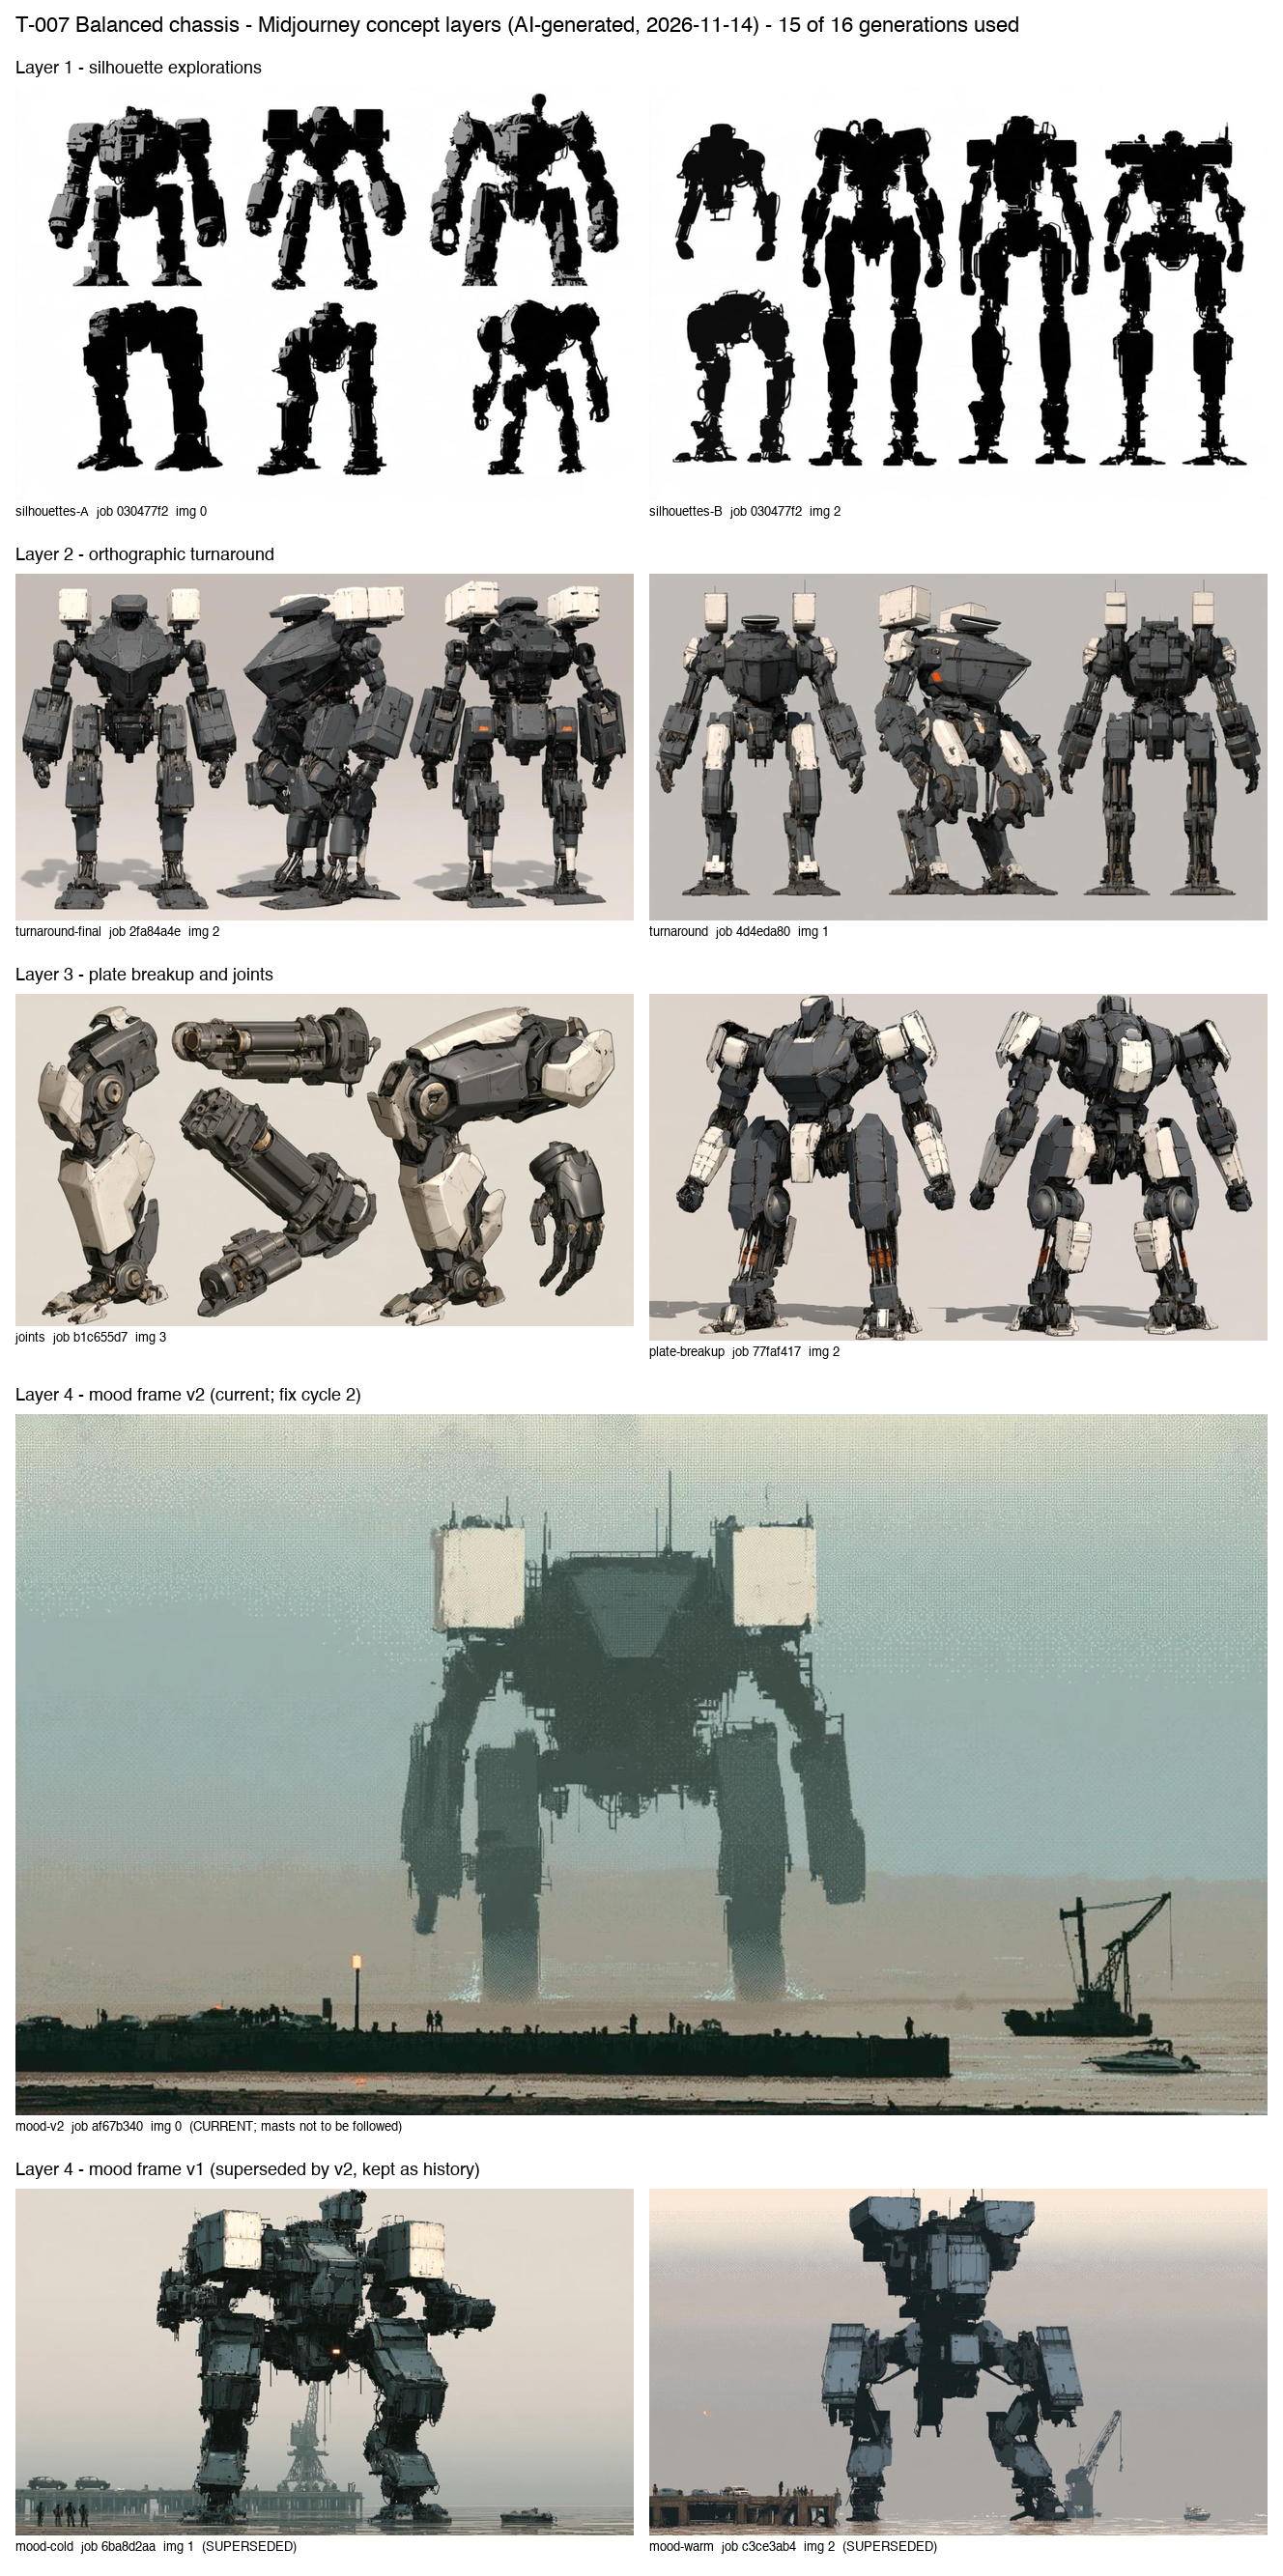 T-007 Balanced chassis - Midjourney concept layers (AI-generated, 2026-11-14) - 15 of 16 generations used
Layer 1 - silhouette explorations
silhouettes-A  job 030477f2  img 0
silhouettes-B  job 030477f2  img 2
Layer 2 - orthographic turnaround
turnaround-final  job 2fa84a4e  img 2
turnaround  job 4d4eda80  img 1
Layer 3 - plate breakup and joints
joints  job b1c655d7  img 3
plate-breakup  job 77faf417  img 2
Layer 4 - mood frame v2 (current; fix cycle 2)
mood-v2  job af67b340  img 0  (CURRENT; masts not to be followed)
Layer 4 - mood frame v1 (superseded by v2, kept as history)
mood-cold  job 6ba8d2aa  img 1  (SUPERSEDED)
mood-warm  job c3ce3ab4  img 2  (SUPERSEDED)